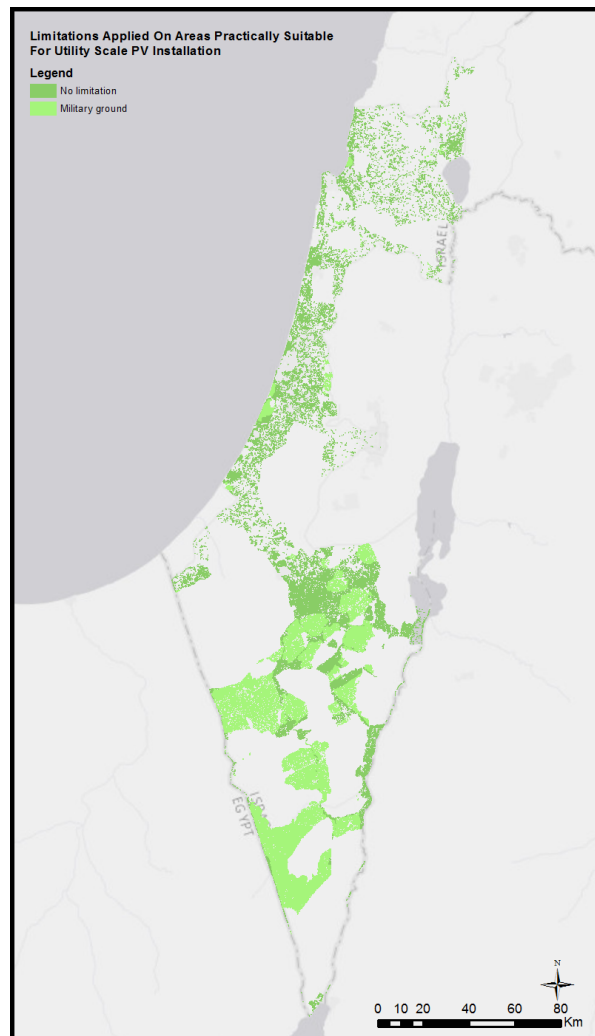 Limitations Applied On Areas Practically Suitable
For Utility Scale PV Installation
Legend
No limitation
Military ground
ISRAEL
ISRA
EGYPT
N
0 10 20 40 60 80
Km